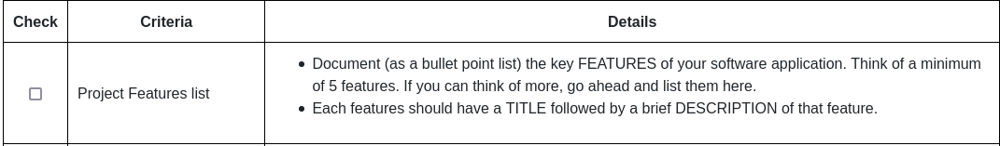 Check Criteria Details
• Document (as a bullet point list) the key FEATURES of your software application. Think of a minimum
of 5 features. If you can think of more, go ahead and list them here.
Project Features list
• Each features should have a TITLE followed by a brief DESCRIPTION of that feature.